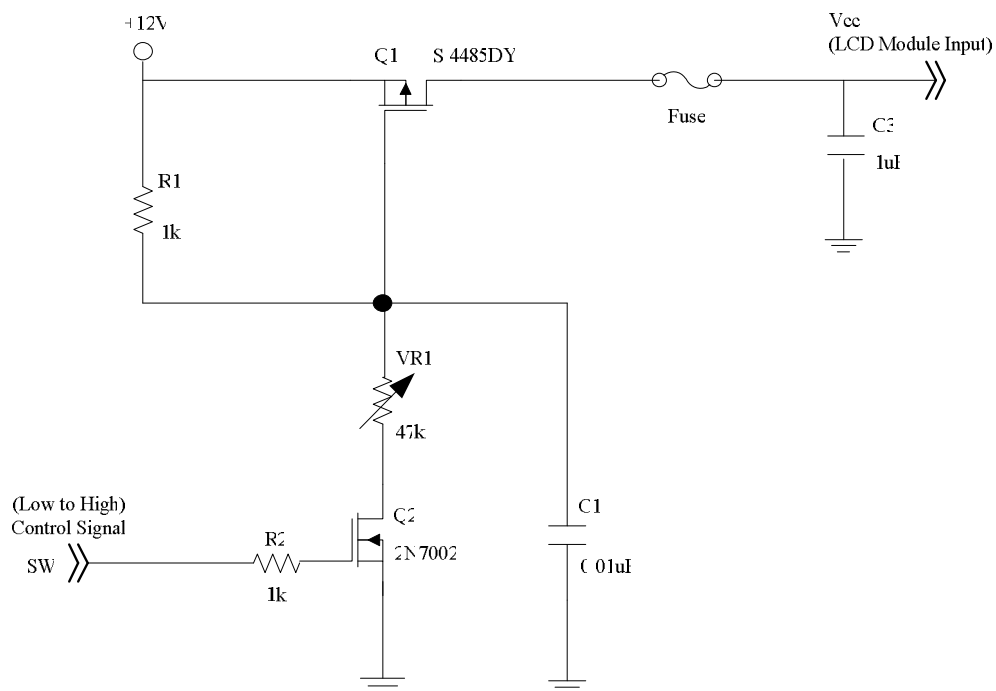 +12V
Vcc
(LCD Module Input)
Q1
S 4485DY
Fuse
C3
1uF
R1
1k
VR1
47k
(Low to High)
Control Signal
Q2
C1
R2
2N7002
SW
0.01uF
1k